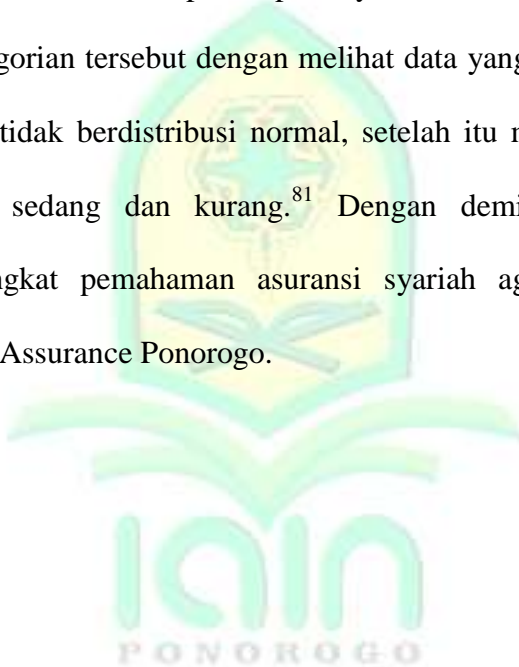 gorian tersebut dengan melihat data yang
tidak berdistribusi normal, setelah itu
sedang dan kurang.81 Dengan demi
ngkat pemahaman asuransi syariah ag
Assurance Ponorogo.
iain
PONOROGO